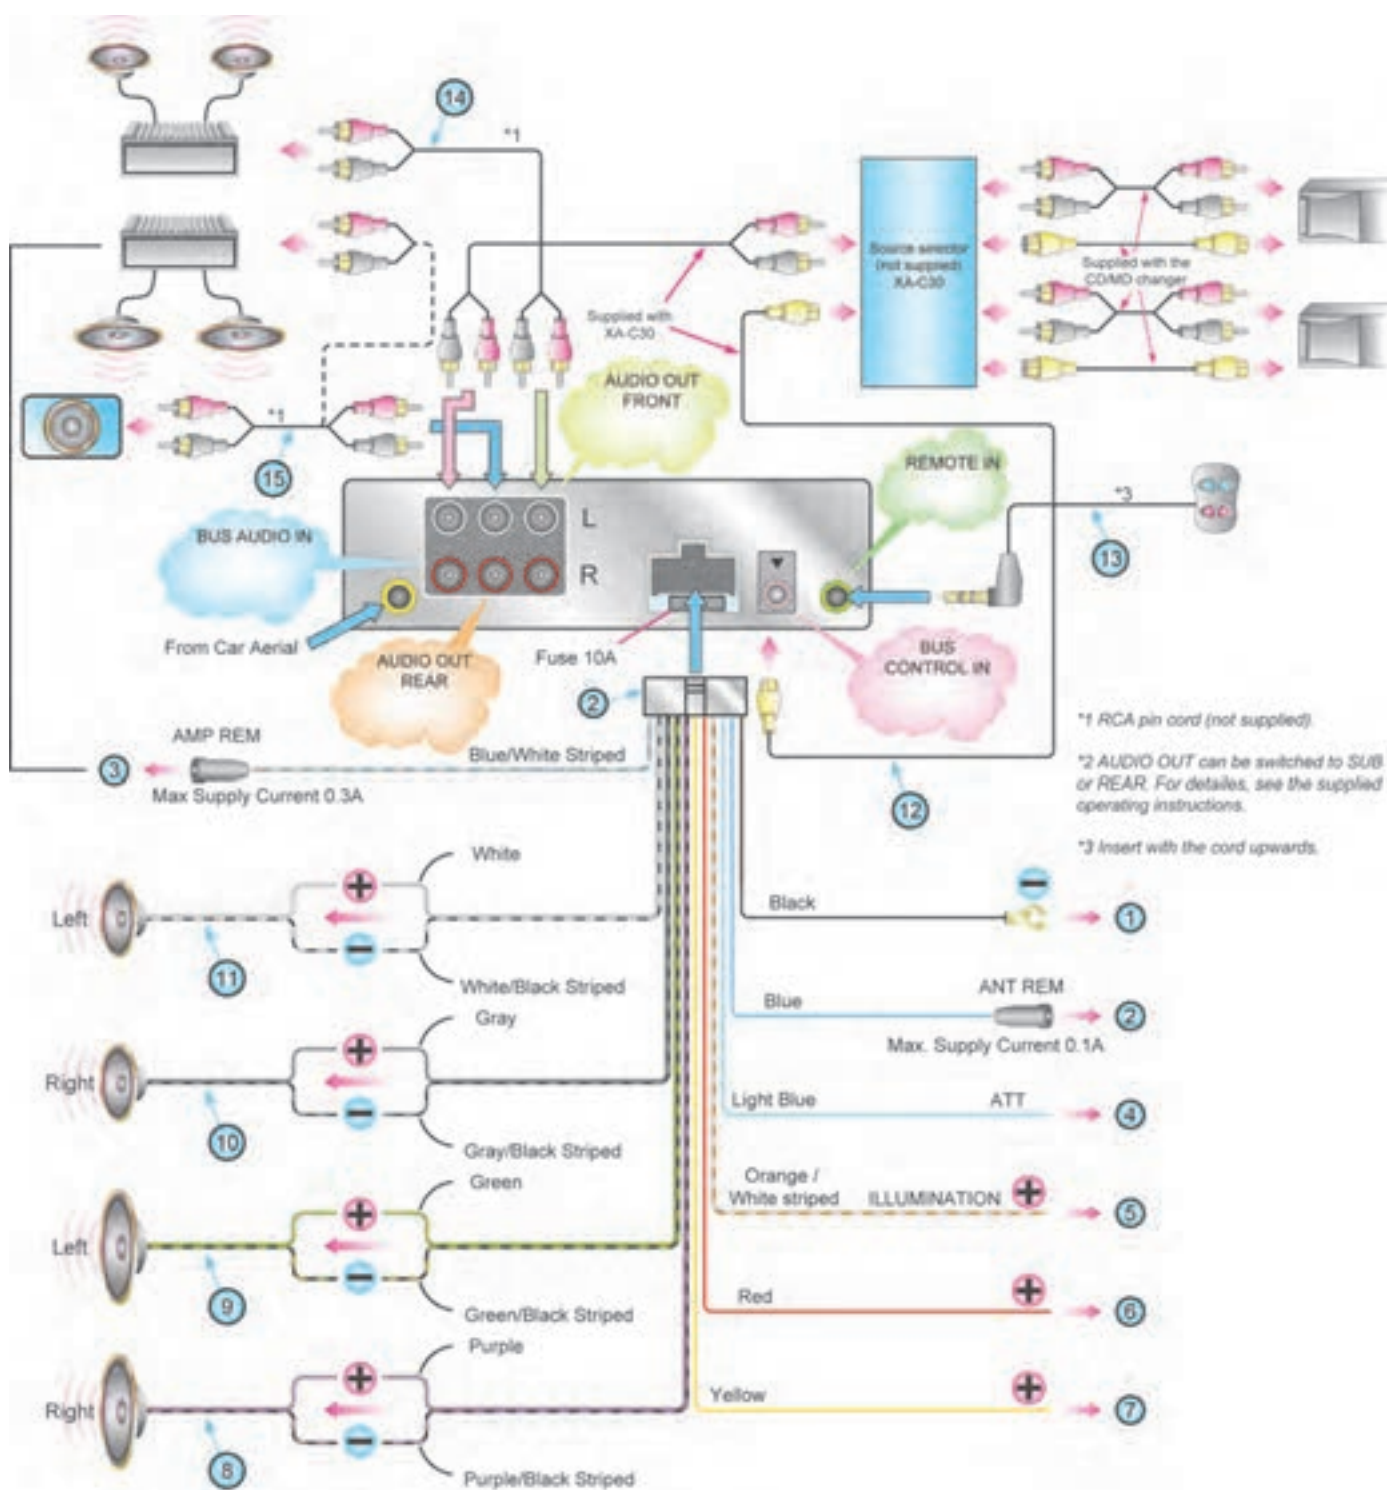 14
*1
Source selector
(not supplied)
XA-C30
Supplied with the
CD/MD changer
Supplied with
XA-C30
AUDIO OUT
FRONT
*1
15
REMOTE IN
*3
13
BUS AUDIO IN
L
R
From Car Aerial
AUDIO OUT
REAR
Fuse 10A
BUS
CONTROL IN
2
*1 RCA pin cord (not supplied).
*2 AUDIO OUT can be switched to SUB
or REAR. For detailes, see the supplied
operating instructions.
*3 Insert with the cord upwards.
AMP REM
Blue/White Striped
3
Max Supply Current 0.3A
12
White
Left
11
White/Black Striped
Black
1
Gray
Right
10
Gray/Black Striped
ANT REM
Blue
2
Max. Supply Current 0.1A
Light Blue
ATT
4
Green
Left
9
Green/Black Striped
Orange /
White striped
ILLUMINATION
5
Red
6
Purple
Right
8
Purple/Black Striped
Yellow
7